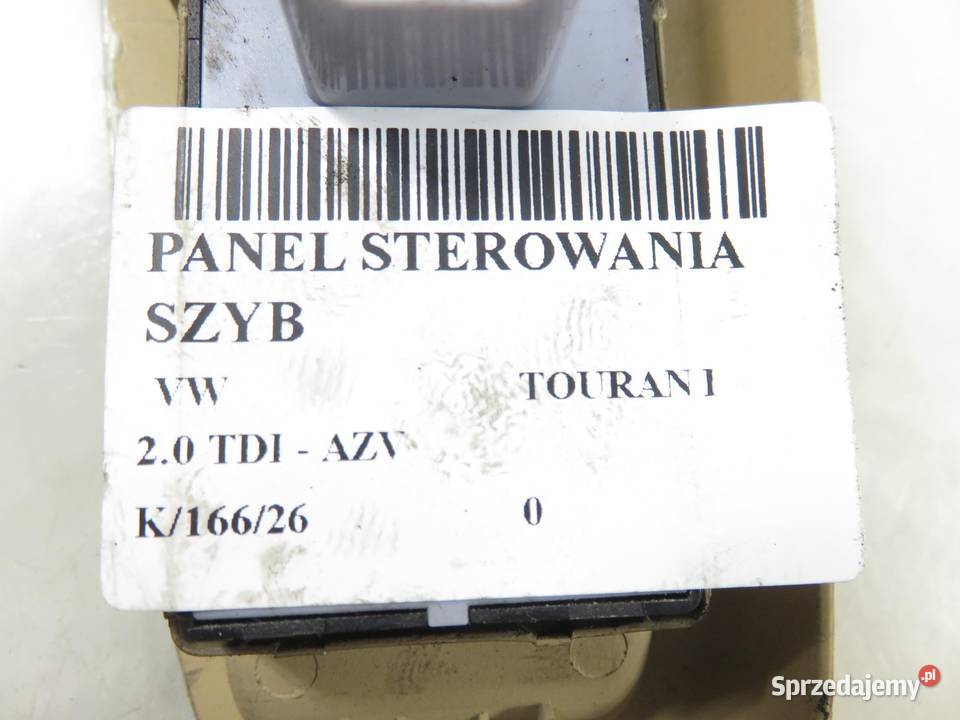 PANEL STEROWANIA
SZYB
VW TOURAN I
2.0 TDI - AZV
K/166/26 0
Sprzedajemy.pl